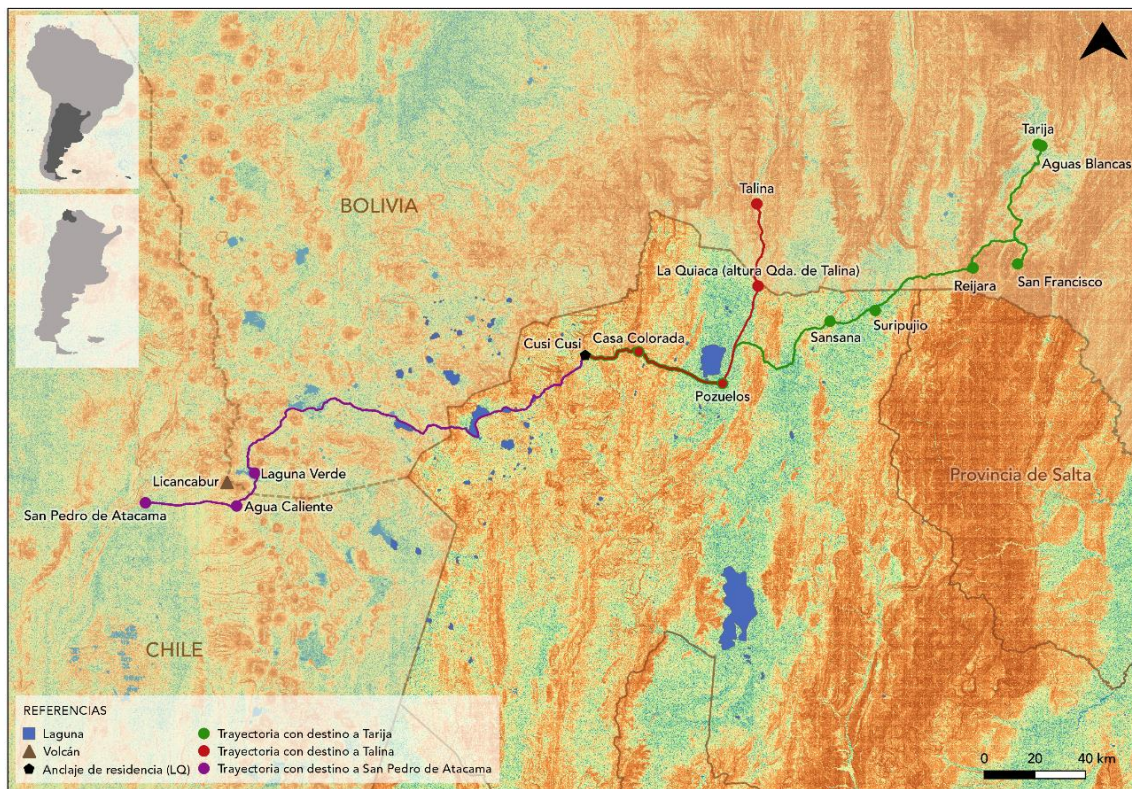 Tarija
Aguas Blancas
Talina
BOLIVIA
La Quiaca (altura Qda. de Talina)
Reijara
San Francisco
Suripujio
Sansana
Casa Colorada
Cusi Cusi
Pozuelos
Laguna Verde
Licancabur
Provincia de Salta
San Pedro de Atacama
Agua Caliente
CHILE
REFERENCIAS
Laguna
Volcán
Anclaje de residencia (LQ)
Trayectoria con destino a Tarija
Trayectoria con destino a Talina
Trayectoria con destino a San Pedro de Atacama
0 20 40 km